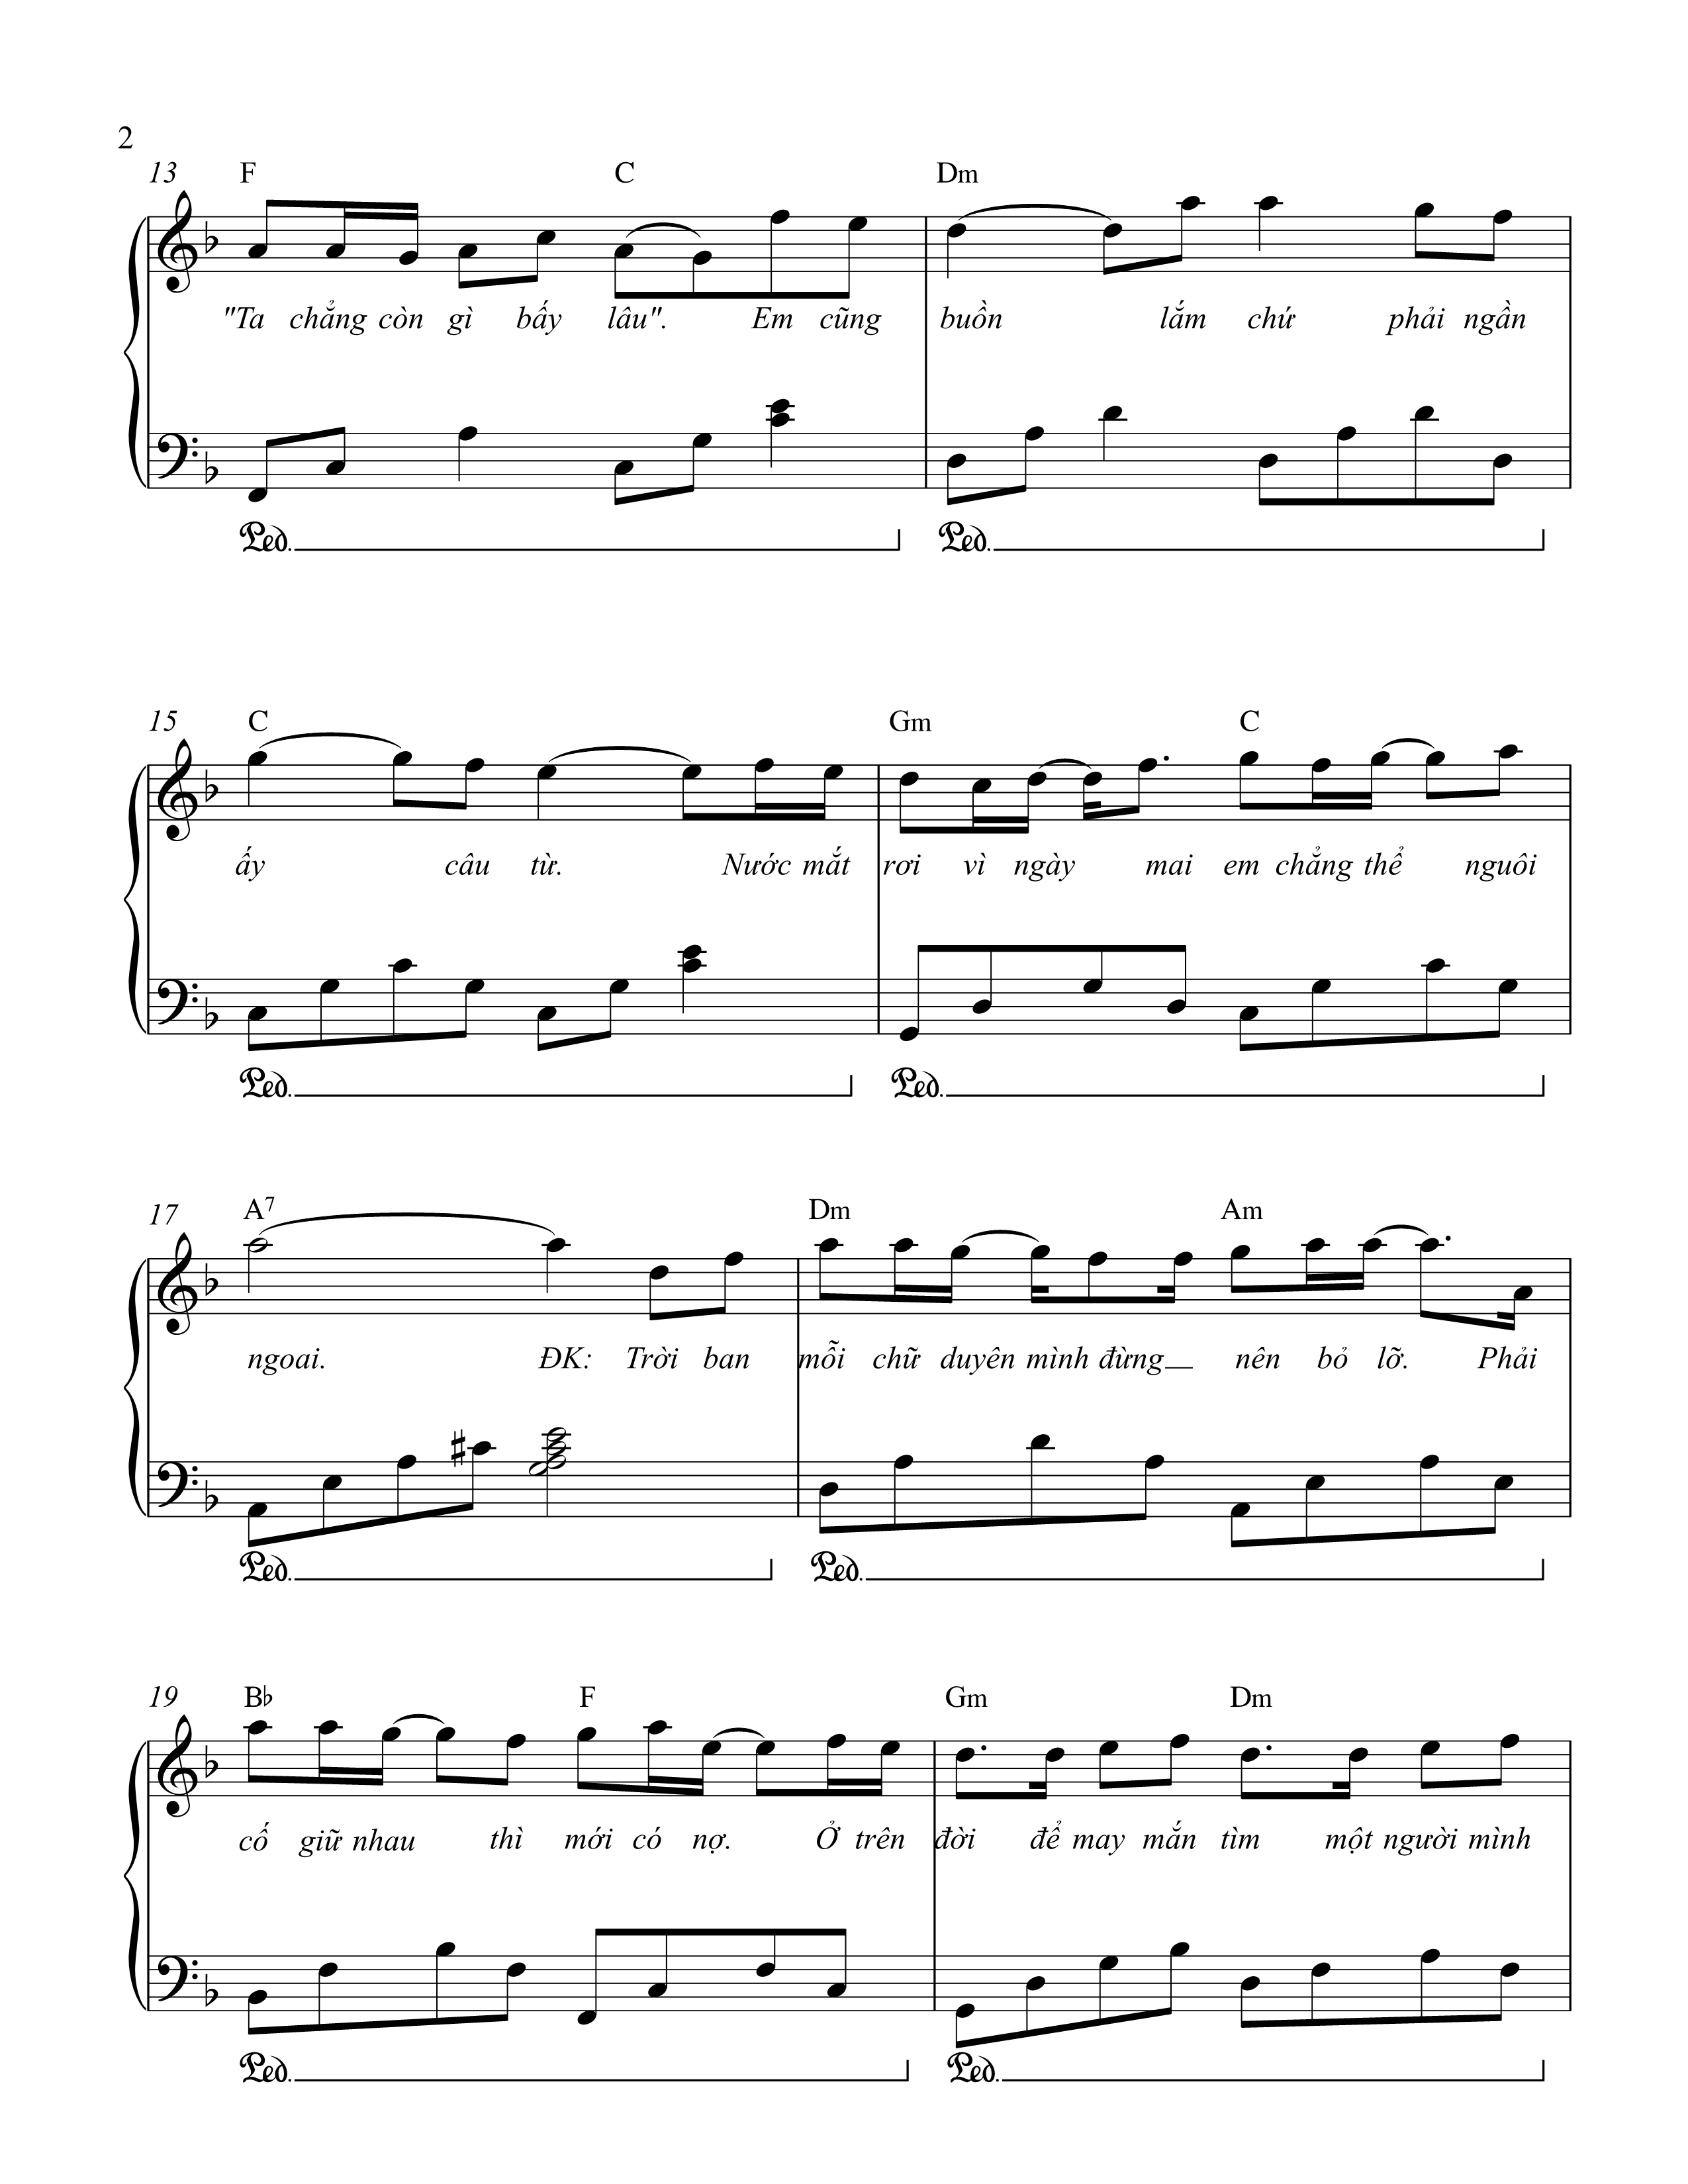 2
13 F C Dm
"Ta chẳng còn gì bấy lâu". Em cũng buồn lắm chứ phải ngần
Ped. Ped.
15 C Gm C
ấy câu từ. Nước mắt rơi vì ngày mai em chẳng thể nguôi
Ped. Ped.
17 A7 Dm Am
ngoai. ĐK: Trời ban mỗi chữ duyên mình đừng nên bỏ lỡ. Phải
Ped. Ped.
19 B♭ F Gm Dm
cố giữ nhau thì mới có nợ. Ở trên đời để may mắn tìm một người mình
Ped. Ped.